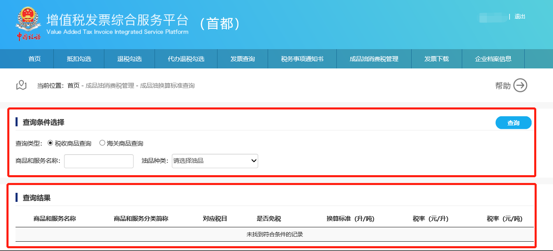 增值税发票综合服务平台（首都）
Value Added Tax Invoice Integrated Service Platform
| 退出
首页 抵扣勾选 退税勾选 代办退税勾选 发票查询 税务事项通知书 成品油消费税管理 发票下载 企业档案信息
当前位置：首页 - 成品油消费税管理 - 成品油换算标准查询
帮助
查询条件选择
查询
查询类型： 税收商品查询 海关商品查询
商品和服务名称： 油品种类： 请选择油品
查询结果
商品和服务名称 商品和服务分类简称 对应税目 是否免税 换算标准（升/吨） 税率（元/升） 税率（元/吨）
未找到符合条件的记录